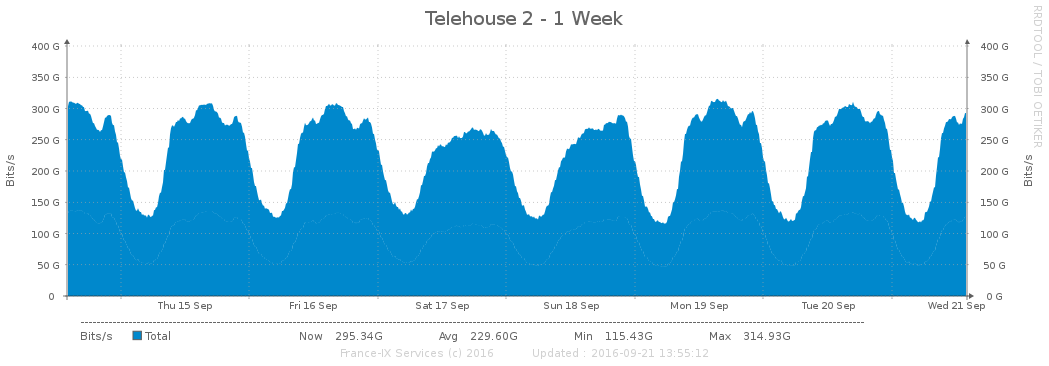 Telehouse 2 - 1 Week
RRDTOOL / TOBI OETIKER
400 G 400 G
350 G 350 G
300 G 300 G
250 G 250 G
200 G 200 G
150 G 150 G
100 G 100 G
50 G 50 G
0 0 G
Bits/s Bits/s
Thu 15 Sep Fri 16 Sep Sat 17 Sep Sun 18 Sep Mon 19 Sep Tue 20 Sep Wed 21 Sep
Bits/s Total Now 295.34G Avg 229.60G Min 115.43G Max 314.93G
France-IX Services (c) 2016 Updated : 2016-09-21 13:55:12